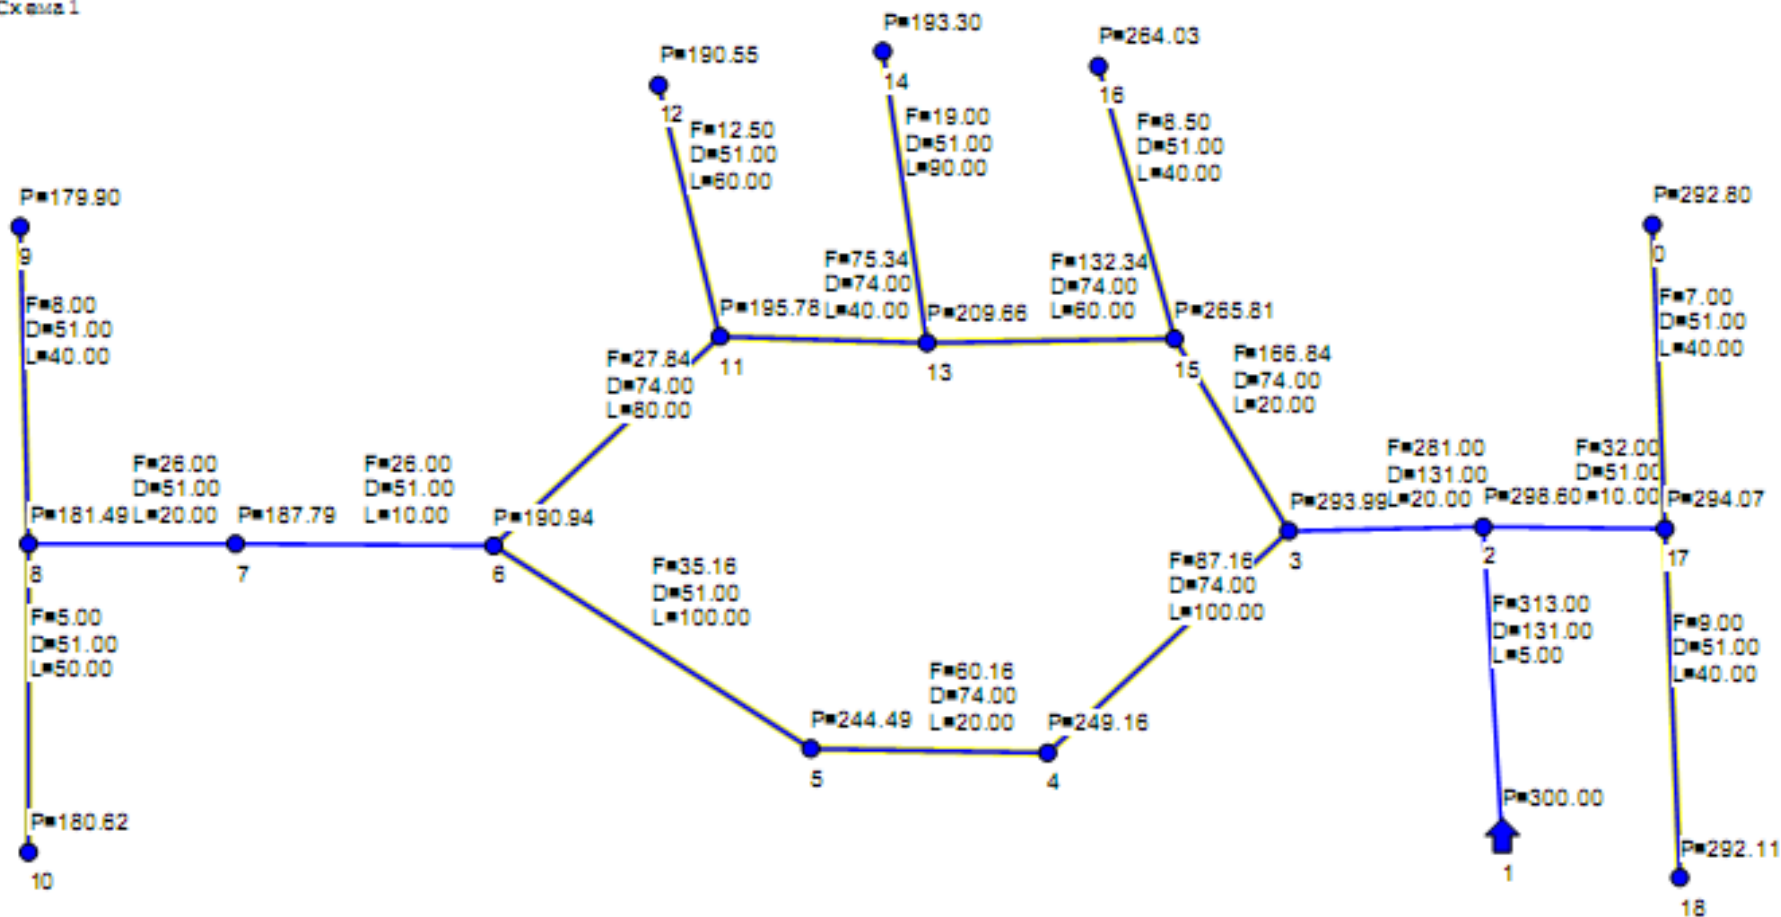 Схема1
P=193.30
P=264.03
P=190.55
14
16
12
F=19.00
D=51.00
L=90.00
F=8.50
D=51.00
L=40.00
F=12.50
D=51.00
L=60.00
P=179.90
P=292.80
9
0
F=75.34
D=74.00
L=40.00
F=132.34
D=74.00
L=60.00
F=8.00
D=51.00
L=40.00
F=7.00
D=51.00
L=40.00
P=195.78
P=209.66
P=265.81
11
13
15
F=27.84
D=74.00
L=80.00
F=166.84
D=74.00
L=20.00
F=26.00
D=51.00
L=20.00
F=26.00
D=51.00
L=10.00
F=281.00
D=131.00
L=20.00
F=32.00
D=51.00
=10.00
P=181.49
P=187.79
P=190.94
P=293.99
P=298.60
P=294.07
8
7
6
3
2
17
F=35.16
D=51.00
L=100.00
F=87.16
D=74.00
L=100.00
F=5.00
D=51.00
L=50.00
F=313.00
D=131.00
L=5.00
F=9.00
D=51.00
L=40.00
F=60.16
D=74.00
L=20.00
P=244.49
P=249.16
5
4
P=300.00
P=180.62
P=292.11
10
1
18